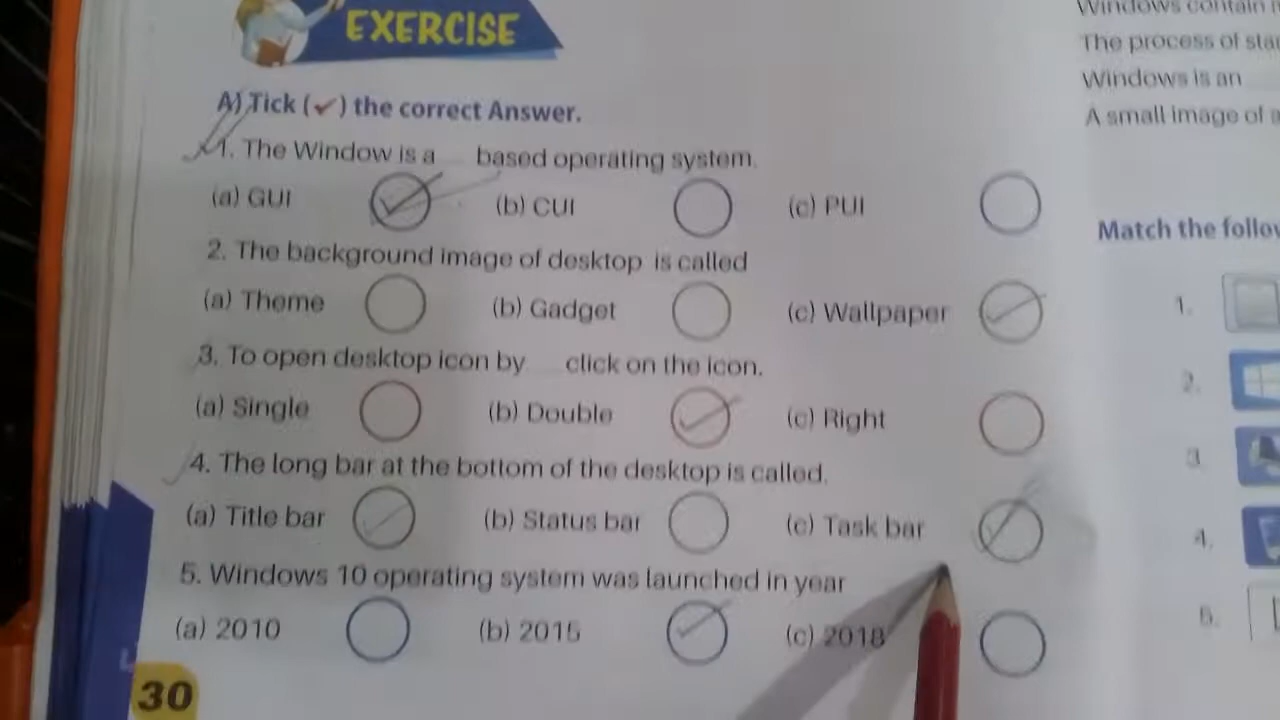 EXERCISE
A) Tick (✔) the correct Answer.
1. The Window is a based operating system.
(a) GUI (b) CUI (c) PUI
2. The background image of desktop is called
(a) Theme (b) Gadget (c) Wallpaper
3. To open desktop icon by click on the icon.
(a) Single (b) Double (c) Right
4. The long bar at the bottom of the desktop is called.
(a) Title bar (b) Status bar (c) Task bar
5. Windows 10 operating system was launched in year
(a) 2010 (b) 2015 (c) 2018
30
Windows contain
The process of
Windows is an
A small image of
Match the
1.
2.
3.
4.
5.